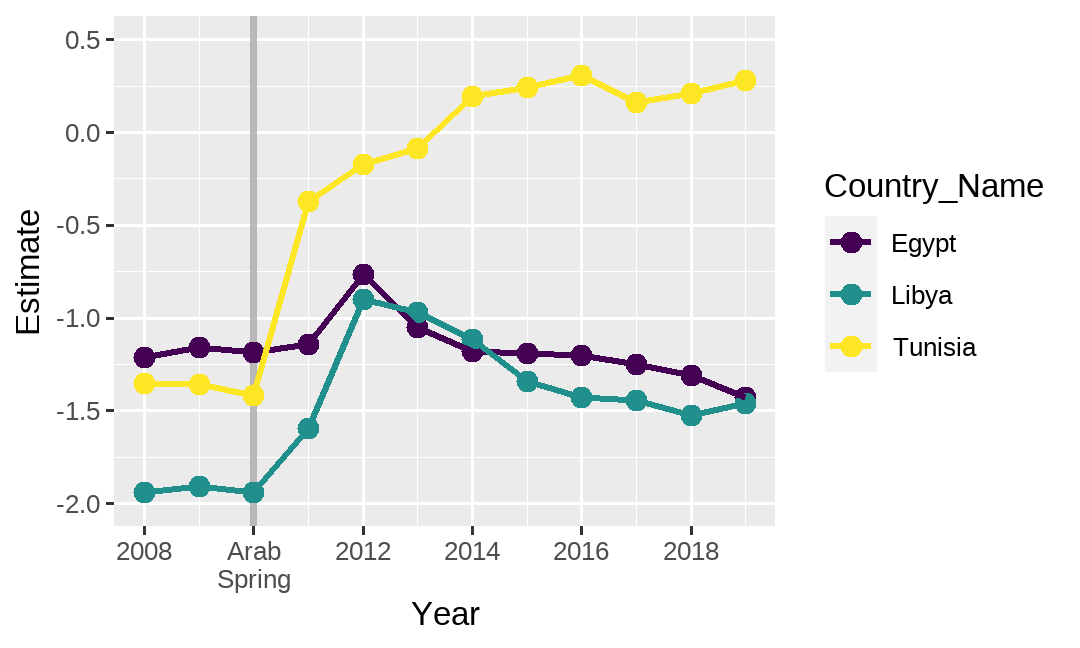 0.5
0.0
-0.5
-1.0
-1.5
-2.0
Estimate
2008
Arab
Spring
2012
2014
2016
2018
Year
Country_Name
Egypt
Libya
Tunisia